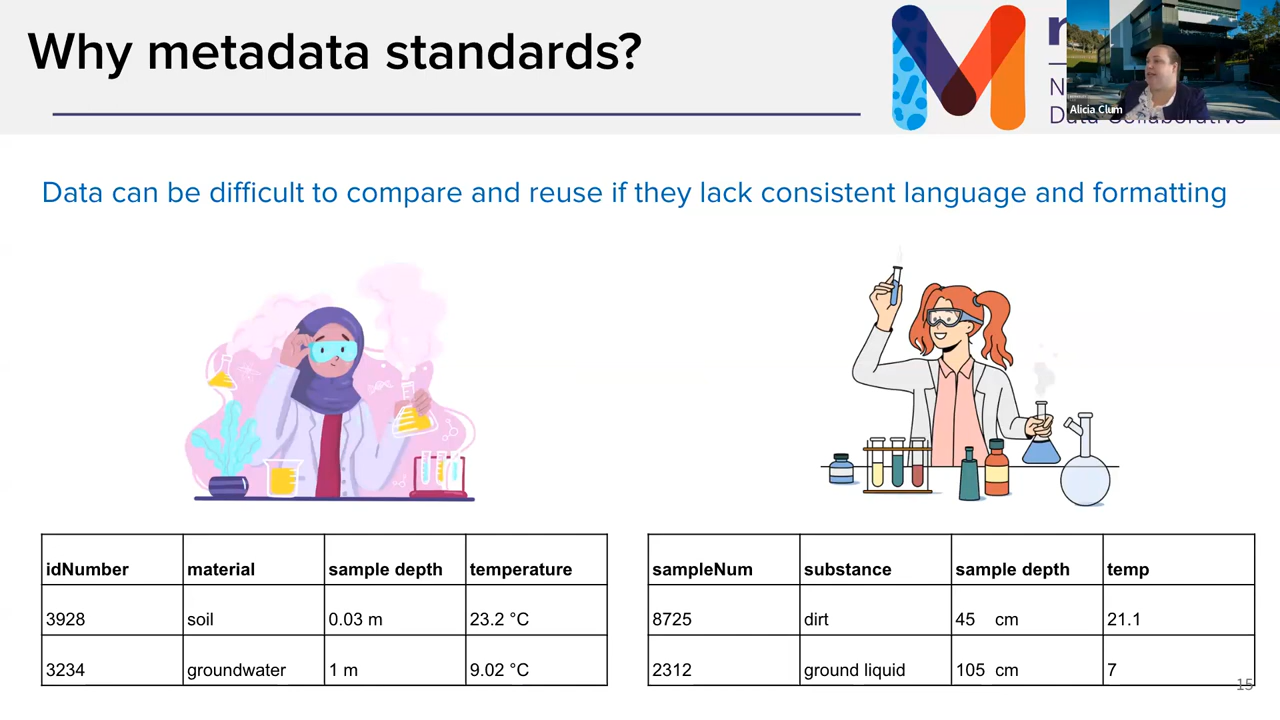 Why metadata standards?
Alicia Clum
Data can be difficult to compare and reuse if they lack consistent language and formatting
idNumber material sample depth temperature
3928 soil 0.03 m 23.2 °C
3234 groundwater 1 m 9.02 °C
sampleNum substance sample depth temp
8725 dirt 45 cm 21.1
2312 ground liquid 105 cm 7
15